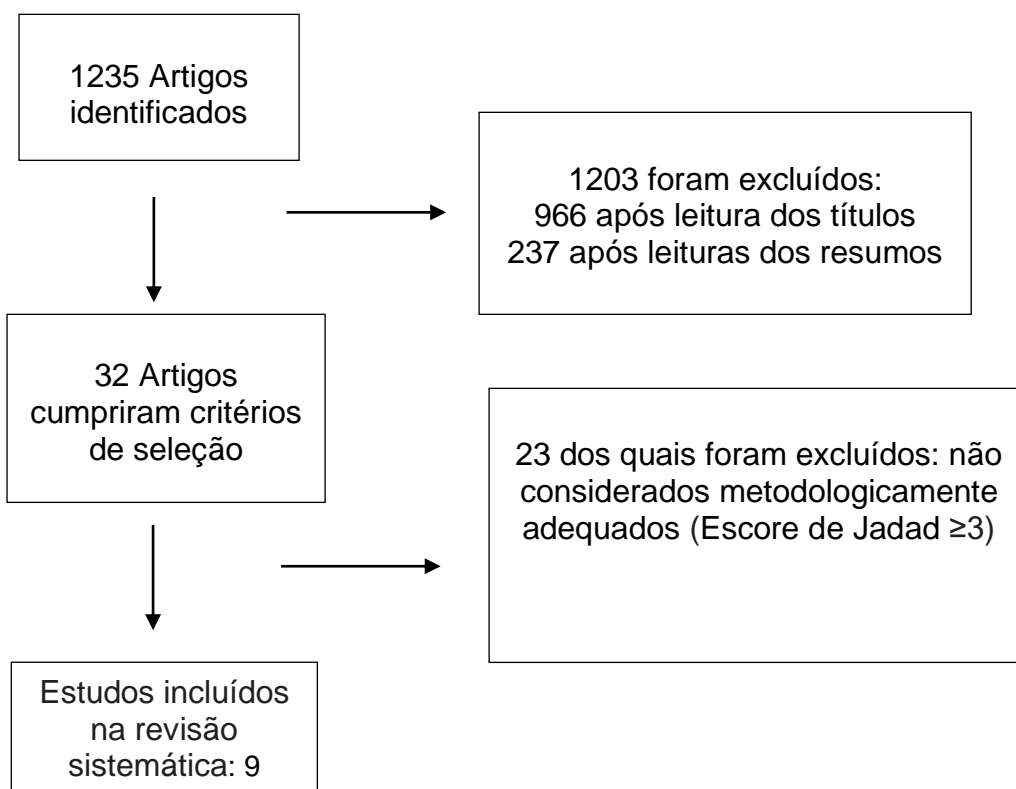 1235 Artigos
identificados
1203 foram excluídos:
966 após leitura dos títulos
237 após leituras dos resumos
32 Artigos
cumpriram critérios
de seleção
23 dos quais foram excluídos: não
considerados metodologicamente
adequados (Escore de Jadad ≥3)
Estudos incluídos
na revisão
sistemática: 9